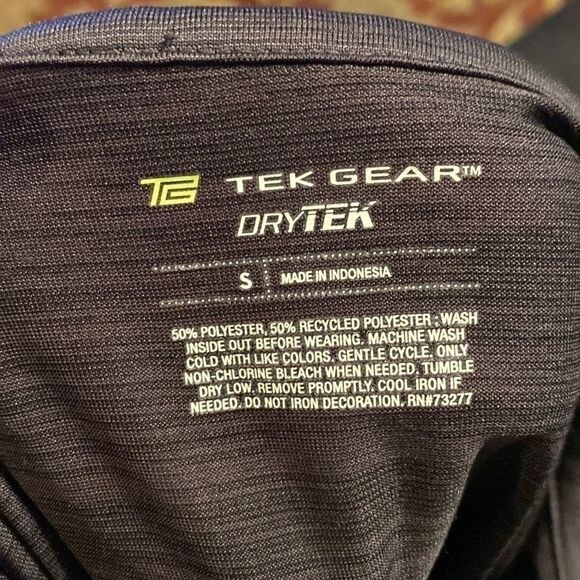 TG TEK GEAR™
DRYTEK
S MADE IN INDONESIA
50% POLYESTER, 50% RECYCLED POLYESTER ; WASH
INSIDE OUT BEFORE WEARING. MACHINE WASH
COLD WITH LIKE COLORS. GENTLE CYCLE. ONLY
NON-CHLORINE BLEACH WHEN NEEDED. TUMBLE
DRY LOW. REMOVE PROMPTLY. COOL IRON IF
NEEDED. DO NOT IRON DECORATION. RN#73277